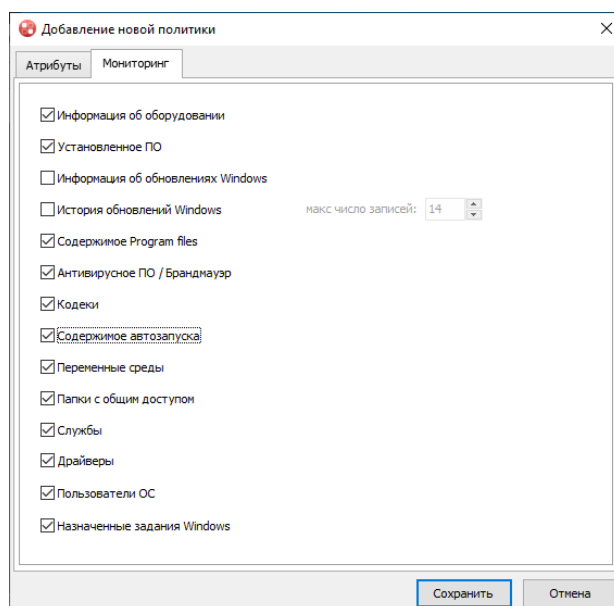 Добавление новой политики
Атрибуты Мониторинг
Информация об оборудовании
Установленное ПО
Информация об обновлениях Windows
История обновлений Windows макс число записей: 14
Содержимое Program files
Антивирусное ПО / Брандмауэр
Кодеки
Содержимое автозапуска
Переменные среды
Папки с общим доступом
Службы
Драйверы
Пользователи ОС
Назначенные задания Windows
Сохранить Отмена